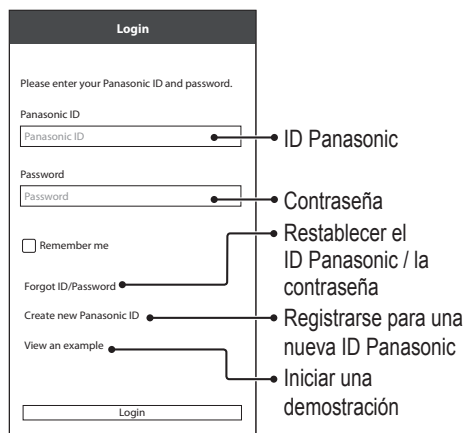 Login
Please enter your Panasonic ID and password.
Panasonic ID
Panasonic ID
ID Panasonic
Password
Password
Contraseña
Remember me
Restablecer el
ID Panasonic / la
contraseña
Forgot ID/Password
Create new Panasonic ID
Registrarse para una
nueva ID Panasonic
View an example
Iniciar una
demostración
Login